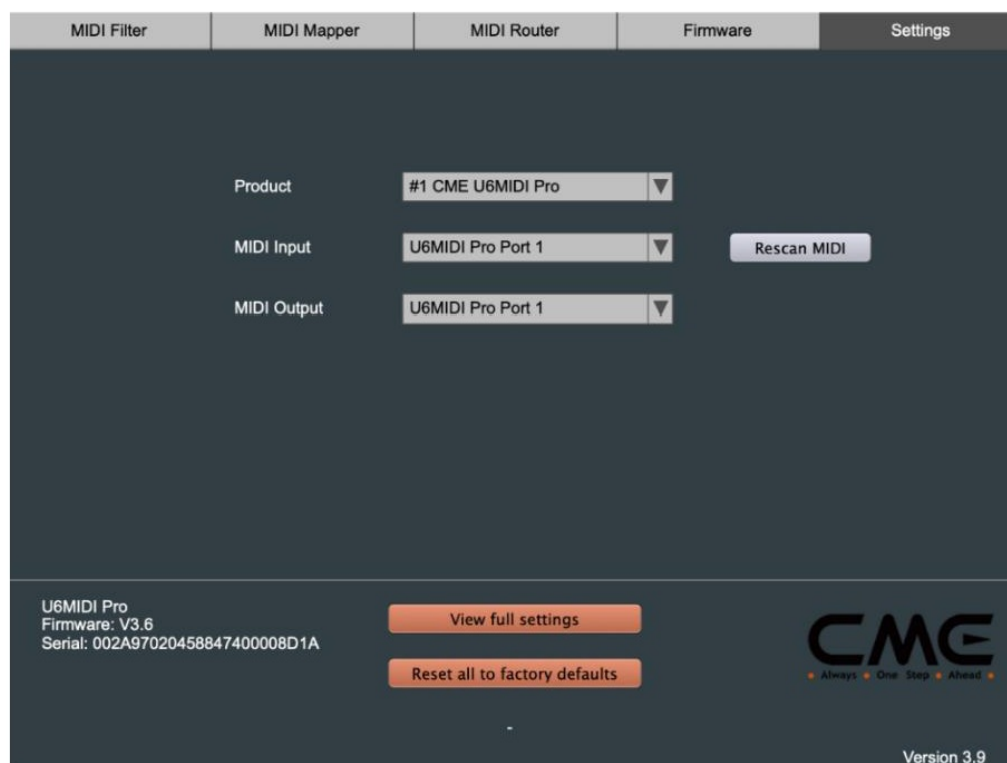 MIDI Filter MIDI Mapper MIDI Router Firmware Settings
Product #1 CME U6MIDI Pro
MIDI Input U6MIDI Pro Port 1 Rescan MIDI
MIDI Output U6MIDI Pro Port 1
U6MIDI Pro
Firmware: V3.6
Serial: 002A97020458847400008D1A
View full settings
Reset all to factory defaults
-
CME
• Always • One Step • Ahead •
Version 3.9